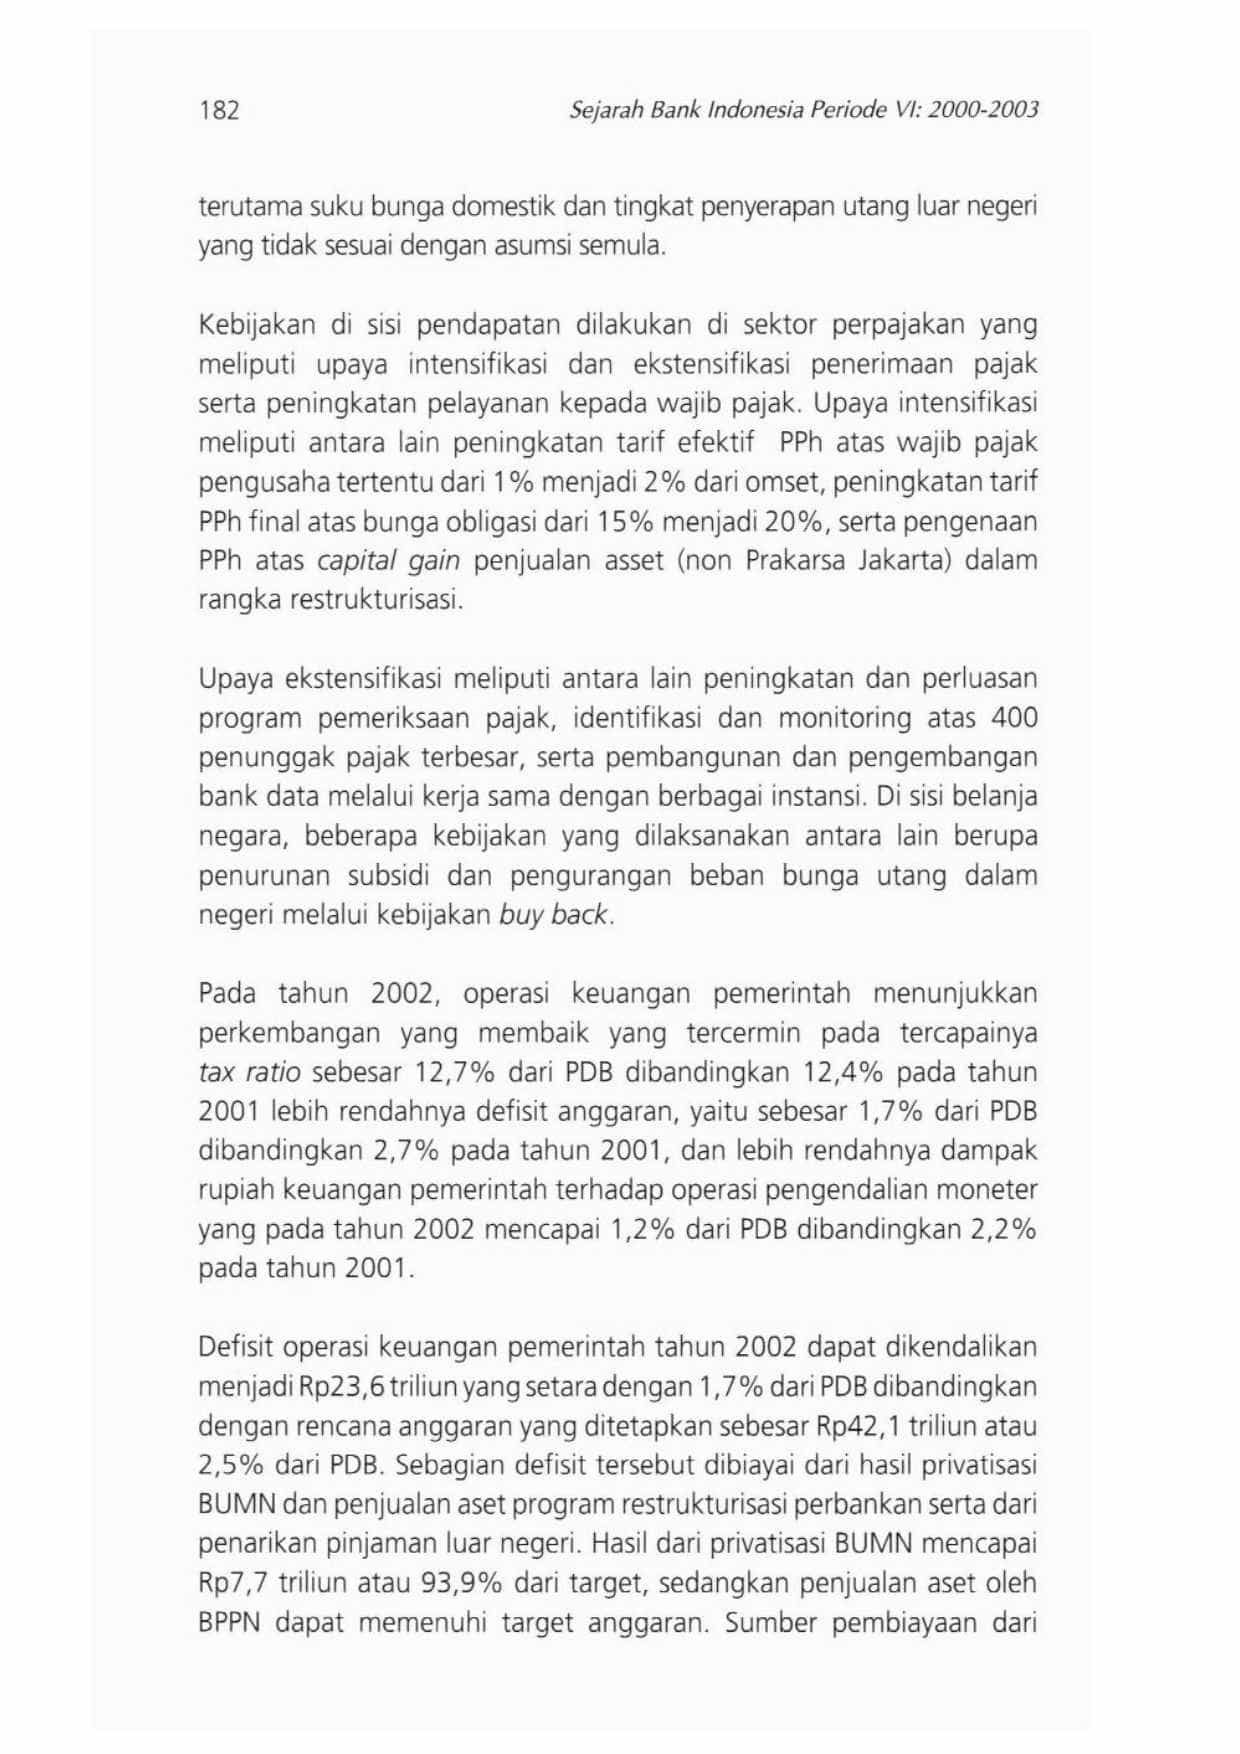 182
Sejarah Bank Indonesia Periode VI: 2000-2003
terutama suku bunga domestik dan tingkat penyerapan utang luar negeri
yang tidak sesuai dengan asumsi semula.
Kebijakan di sisi pendapatan dilakukan di sektor perpajakan yang
meliputi upaya intensifikasi dan ekstensifikasi penerimaan pajak
serta peningkatan pelayanan kepada wajib pajak. Upaya intensifikasi
meliputi antara lain peningkatan tarif efektif PPh atas wajib pajak
pengusaha tertentu dari 1% menjadi 2% dari omset, peningkatan tarif
PPh final atas bunga obligasi dari 15% menjadi 20%, serta pengenaan
PPh atas capital gain penjualan asset (non Prakarsa Jakarta) dalam
rangka restrukturisasi.
Upaya ekstensifikasi meliputi antara lain peningkatan dan perluasan
program pemeriksaan pajak, identifikasi dan monitoring atas 400
penunggak pajak terbesar, serta pembangunan dan pengembangan
bank data melalui kerja sama dengan berbagai instansi. Di sisi belanja
negara, beberapa kebijakan yang dilaksanakan antara lain berupa
penurunan subsidi dan pengurangan beban bunga utang dalam
negeri melalui kebijakan buy back.
Pada tahun 2002, operasi keuangan pemerintah menunjukkan
perkembangan yang membaik yang tercermin pada tercapainya
tax ratio sebesar 12,7% dari PDB dibandingkan 12,4% pada tahun
2001 lebih rendahnya defisit anggaran, yaitu sebesar 1,7% dari PDB
dibandingkan 2,7% pada tahun 2001, dan lebih rendahnya dampak
rupiah keuangan pemerintah terhadap operasi pengendalian moneter
yang pada tahun 2002 mencapai 1,2% dari PDB dibandingkan 2,2%
pada tahun 2001.
Defisit operasi keuangan pemerintah tahun 2002 dapat dikendalikan
menjadi Rp23,6 triliun yang setara dengan 1,7% dari PDB dibandingkan
dengan rencana anggaran yang ditetapkan sebesar Rp42,1 triliun atau
2,5% dari PDB. Sebagian defisit tersebut dibiayai dari hasil privatisasi
BUMN dan penjualan aset program restrukturisasi perbankan serta dari
penarikan pinjaman luar negeri. Hasil dari privatisasi BUMN mencapai
Rp7,7 triliun atau 93,9% dari target, sedangkan penjualan aset oleh
BPPN dapat memenuhi target anggaran. Sumber pembiayaan dari